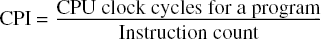 CPI = CPU clock cycles for a program
Instruction count